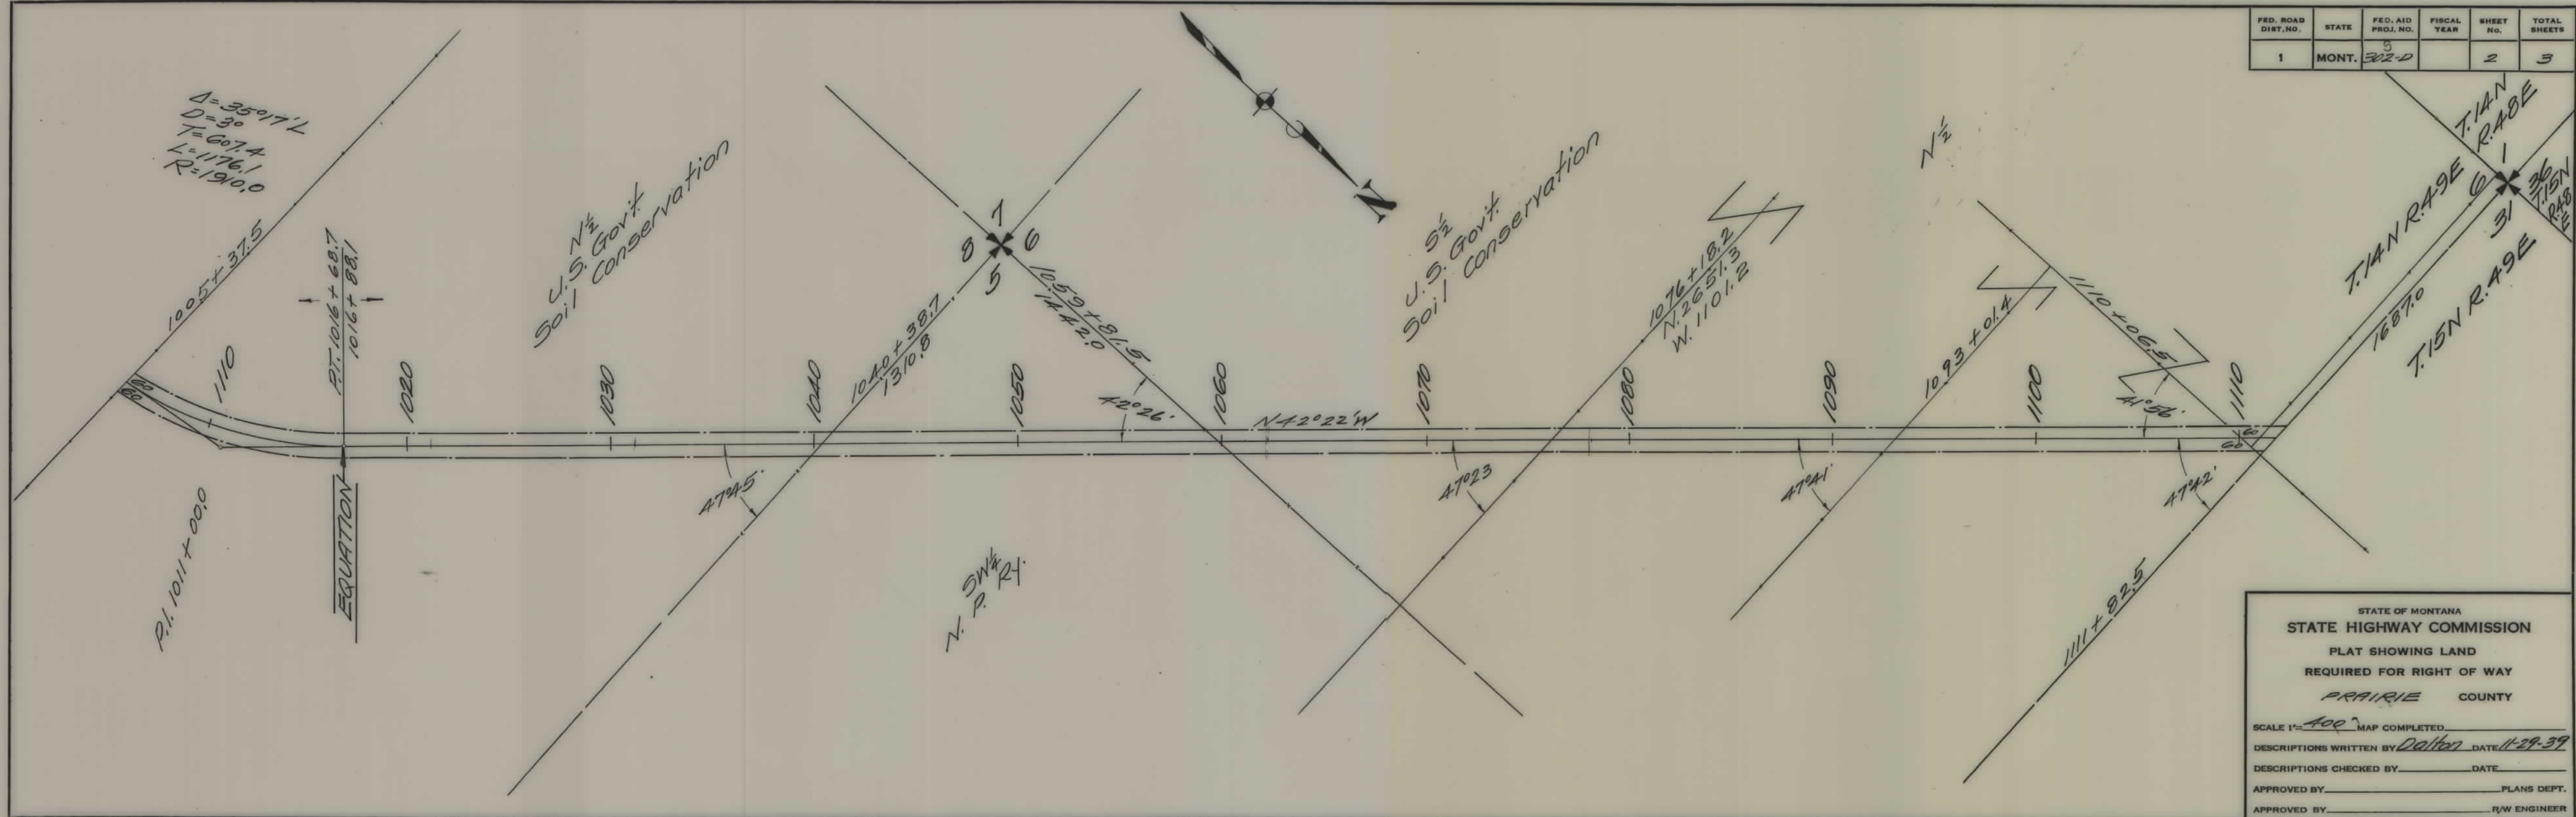 FED. ROAD DIST. NO. STATE FED. AID PROJ. NO. FISCAL YEAR SHEET No. TOTAL SHEETS
1 MONT. S 302-D 2 3
Δ=35°17'L
D=3°
T=607.4
L=1176.1
R=1910.0
1005+37.5
P.T. 1016+68.7
1016+88.1
EQUATION
P.I. 1011+00.0
60
60
1110
1020
1030
1040
1050
1060
1070
1080
1090
1100
1110
N½
U.S. Gov't.
Soil Conservation
1040+38.7
1310.8
47°45'
7
8 6
5
1059+81.5
1442.0
42°26'
N42°22'W
SW¼
N. P. Ry.
N
S½
U.S. Gov't.
Soil Conservation
1076+18.2
N. 2651.3
W. 1101.2
47°23
N½
1093+01.4
47°41'
1110+06.5
41°56'
60
60
47°42'
1111+82.5
1687.0
T.14N R.49E
T.15N R.49E
T.14N
R.48E
1
6 36
31
T.15N
R.48
E
STATE OF MONTANA
STATE HIGHWAY COMMISSION
PLAT SHOWING LAND
REQUIRED FOR RIGHT OF WAY
PRAIRIE COUNTY
SCALE 1"= 400' MAP COMPLETED
DESCRIPTIONS WRITTEN BY Dalton DATE 11-29-39
DESCRIPTIONS CHECKED BY DATE
APPROVED BY PLANS DEPT.
APPROVED BY R/W ENGINEER